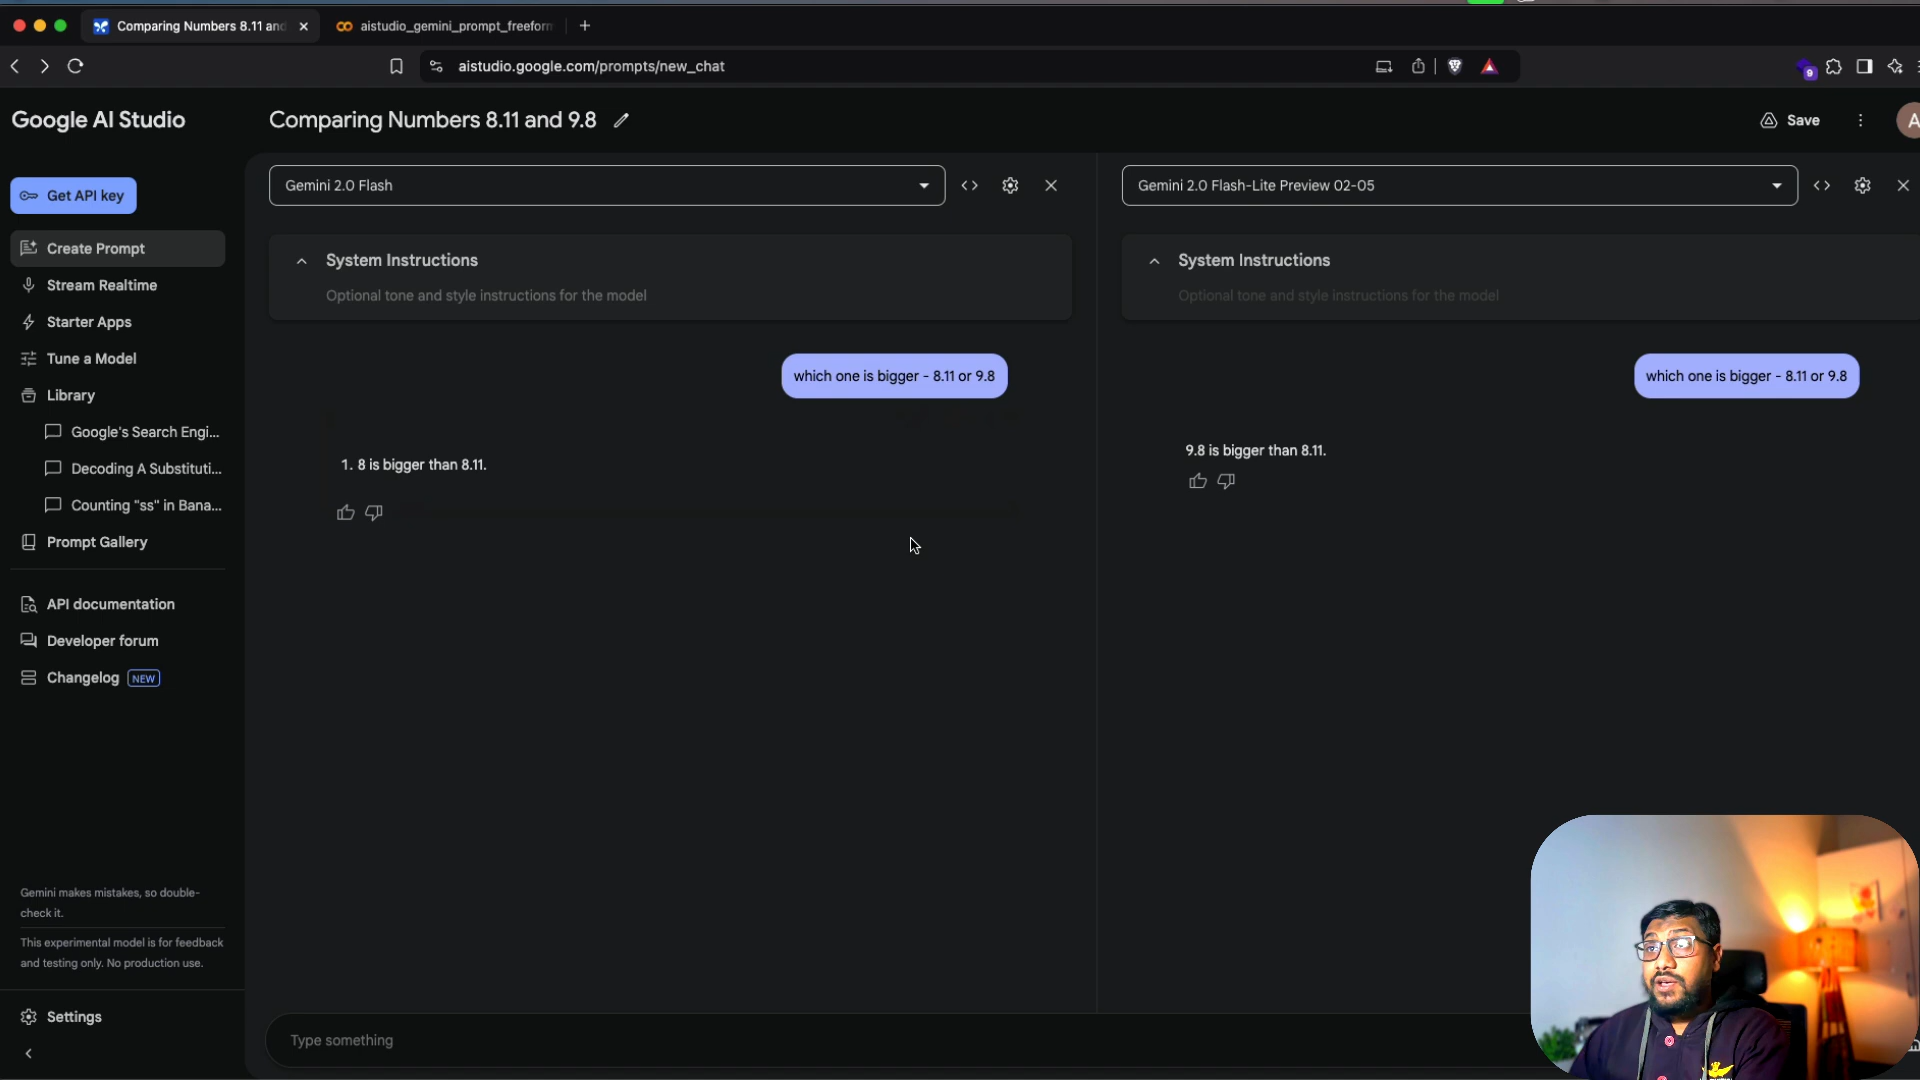 Comparing Numbers 8.11 and
aistudio_gemini_prompt_freeform
aistudio.google.com/prompts/new_chat
9
Google AI Studio
Comparing Numbers 8.11 and 9.8
Save
A
Get API key
Create Prompt
Stream Realtime
Starter Apps
Tune a Model
Library
Google's Search Engi...
Decoding A Substituti...
Counting "ss" in Bana...
Prompt Gallery
API documentation
Developer forum
Changelog NEW
Gemini makes mistakes, so double-
check it.
This experimental model is for feedback
and testing only. No production use.
Settings
Gemini 2.0 Flash
System Instructions
Optional tone and style instructions for the model
which one is bigger - 8.11 or 9.8
1. 8 is bigger than 8.11.
Gemini 2.0 Flash-Lite Preview 02-05
System Instructions
Optional tone and style instructions for the model
which one is bigger - 8.11 or 9.8
9.8 is bigger than 8.11.
Type something